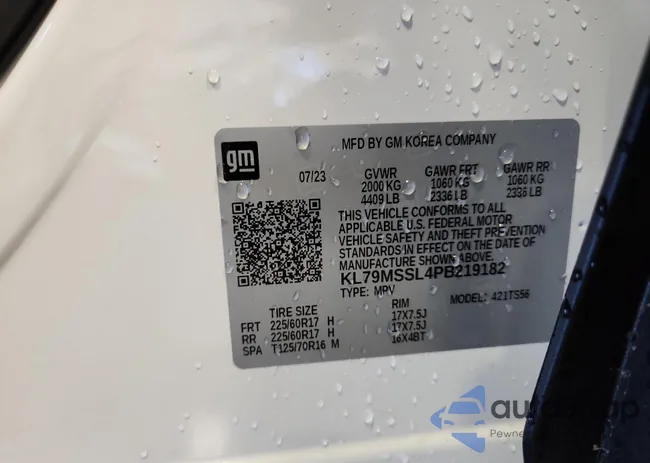 MFD BY GM KOREA COMPANY
gm
07/23
GVWR GAWR FRT GAWR RR
2000 KG 1060 KG 1060 KG
4409 LB 2336 LB 2336 LB
THIS VEHICLE CONFORMS TO ALL
APPLICABLE U.S. FEDERAL MOTOR
VEHICLE SAFETY AND THEFT PREVENTION
STANDARDS IN EFFECT ON THE DATE OF
MANUFACTURE SHOWN ABOVE.
KL79MSSL4PB219182
TYPE: MPV MODEL: 421TS56
TIRE SIZE RIM
FRT 225/60R17 H 17X7.5J
RR 225/60R17 H 17X7.5J
SPA T125/70R16 M 16X4BT